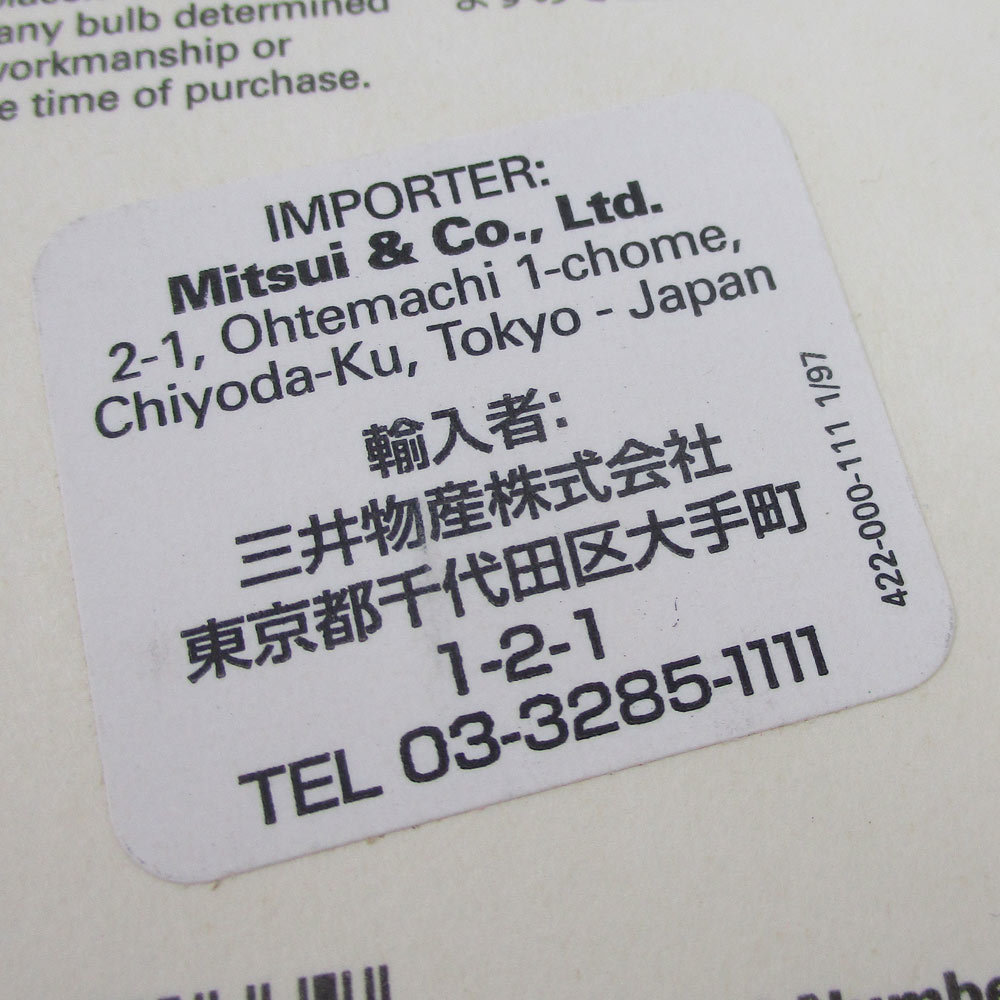 any bulb determined
workmanship or
e time of purchase.
IMPORTER:
Mitsui & Co., Ltd.
2-1, Ohtemachi 1-chome,
Chiyoda-Ku, Tokyo - Japan
輸入者:
三井物産株式会社
東京都千代田区大手町
1-2-1
TEL 03-3285-1111
422-000-111 1/97